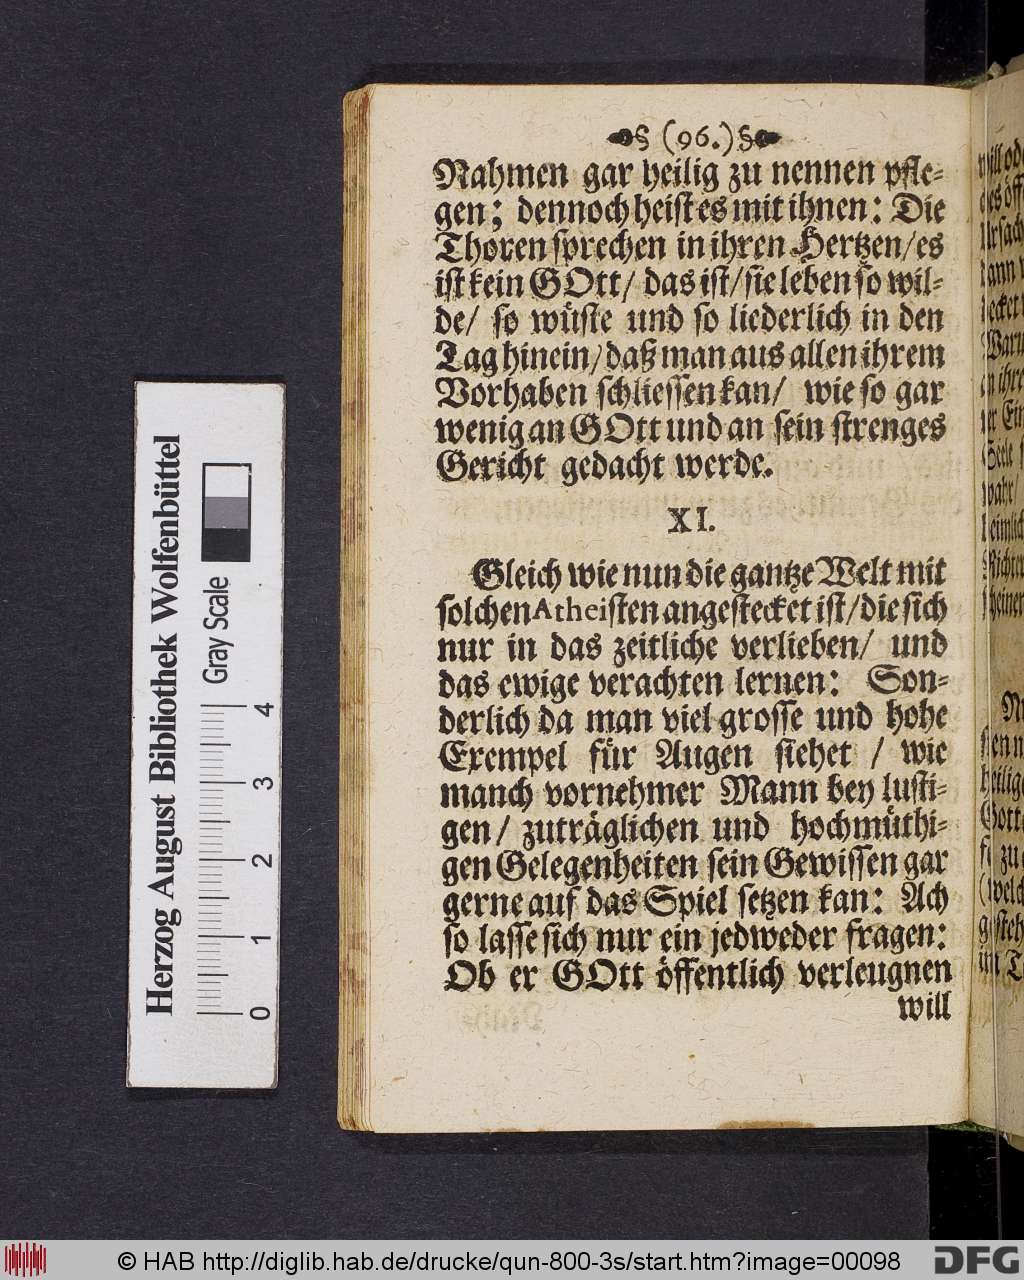 § (96.) §
Nahmen gar heilig zu nennen pfle-
gen; dennoch heist es mit ihnen: Die
Thoren sprechen in ihren Hertzen/ es
ist kein GOtt/ das ist/ sie leben so wil-
de/ so wüste und so liederlich in den
Tag hinein/ daß man aus allen ihrem
Vorhaben schliessen kan/ wie so gar
wenig an GOtt und an sein strenges
Gericht gedacht werde.
XI.
Gleich wie nun die gantze Welt mit
solchen Atheisten angestecket ist/ die sich
nur in das zeitliche verlieben/ und
das ewige verachten lernen: Son-
derlich da man viel grosse und hohe
Exempel für Augen siehet / wie
manch vornehmer Mann bey lusti-
gen/ zuträglichen und hochmüthi-
gen Gelegenheiten sein Gewissen gar
gerne auf das Spiel setzen kan: Ach
so lasse sich nur ein jedweder fragen:
Ob er GOtt öffentlich verleugnen
will
Herzog August Bibliothek Wolfenbüttel
Gray Scale
0 1 2 3 4
© HAB http://diglib.hab.de/drucke/qun-800-3s/start.htm?image=00098
DFG